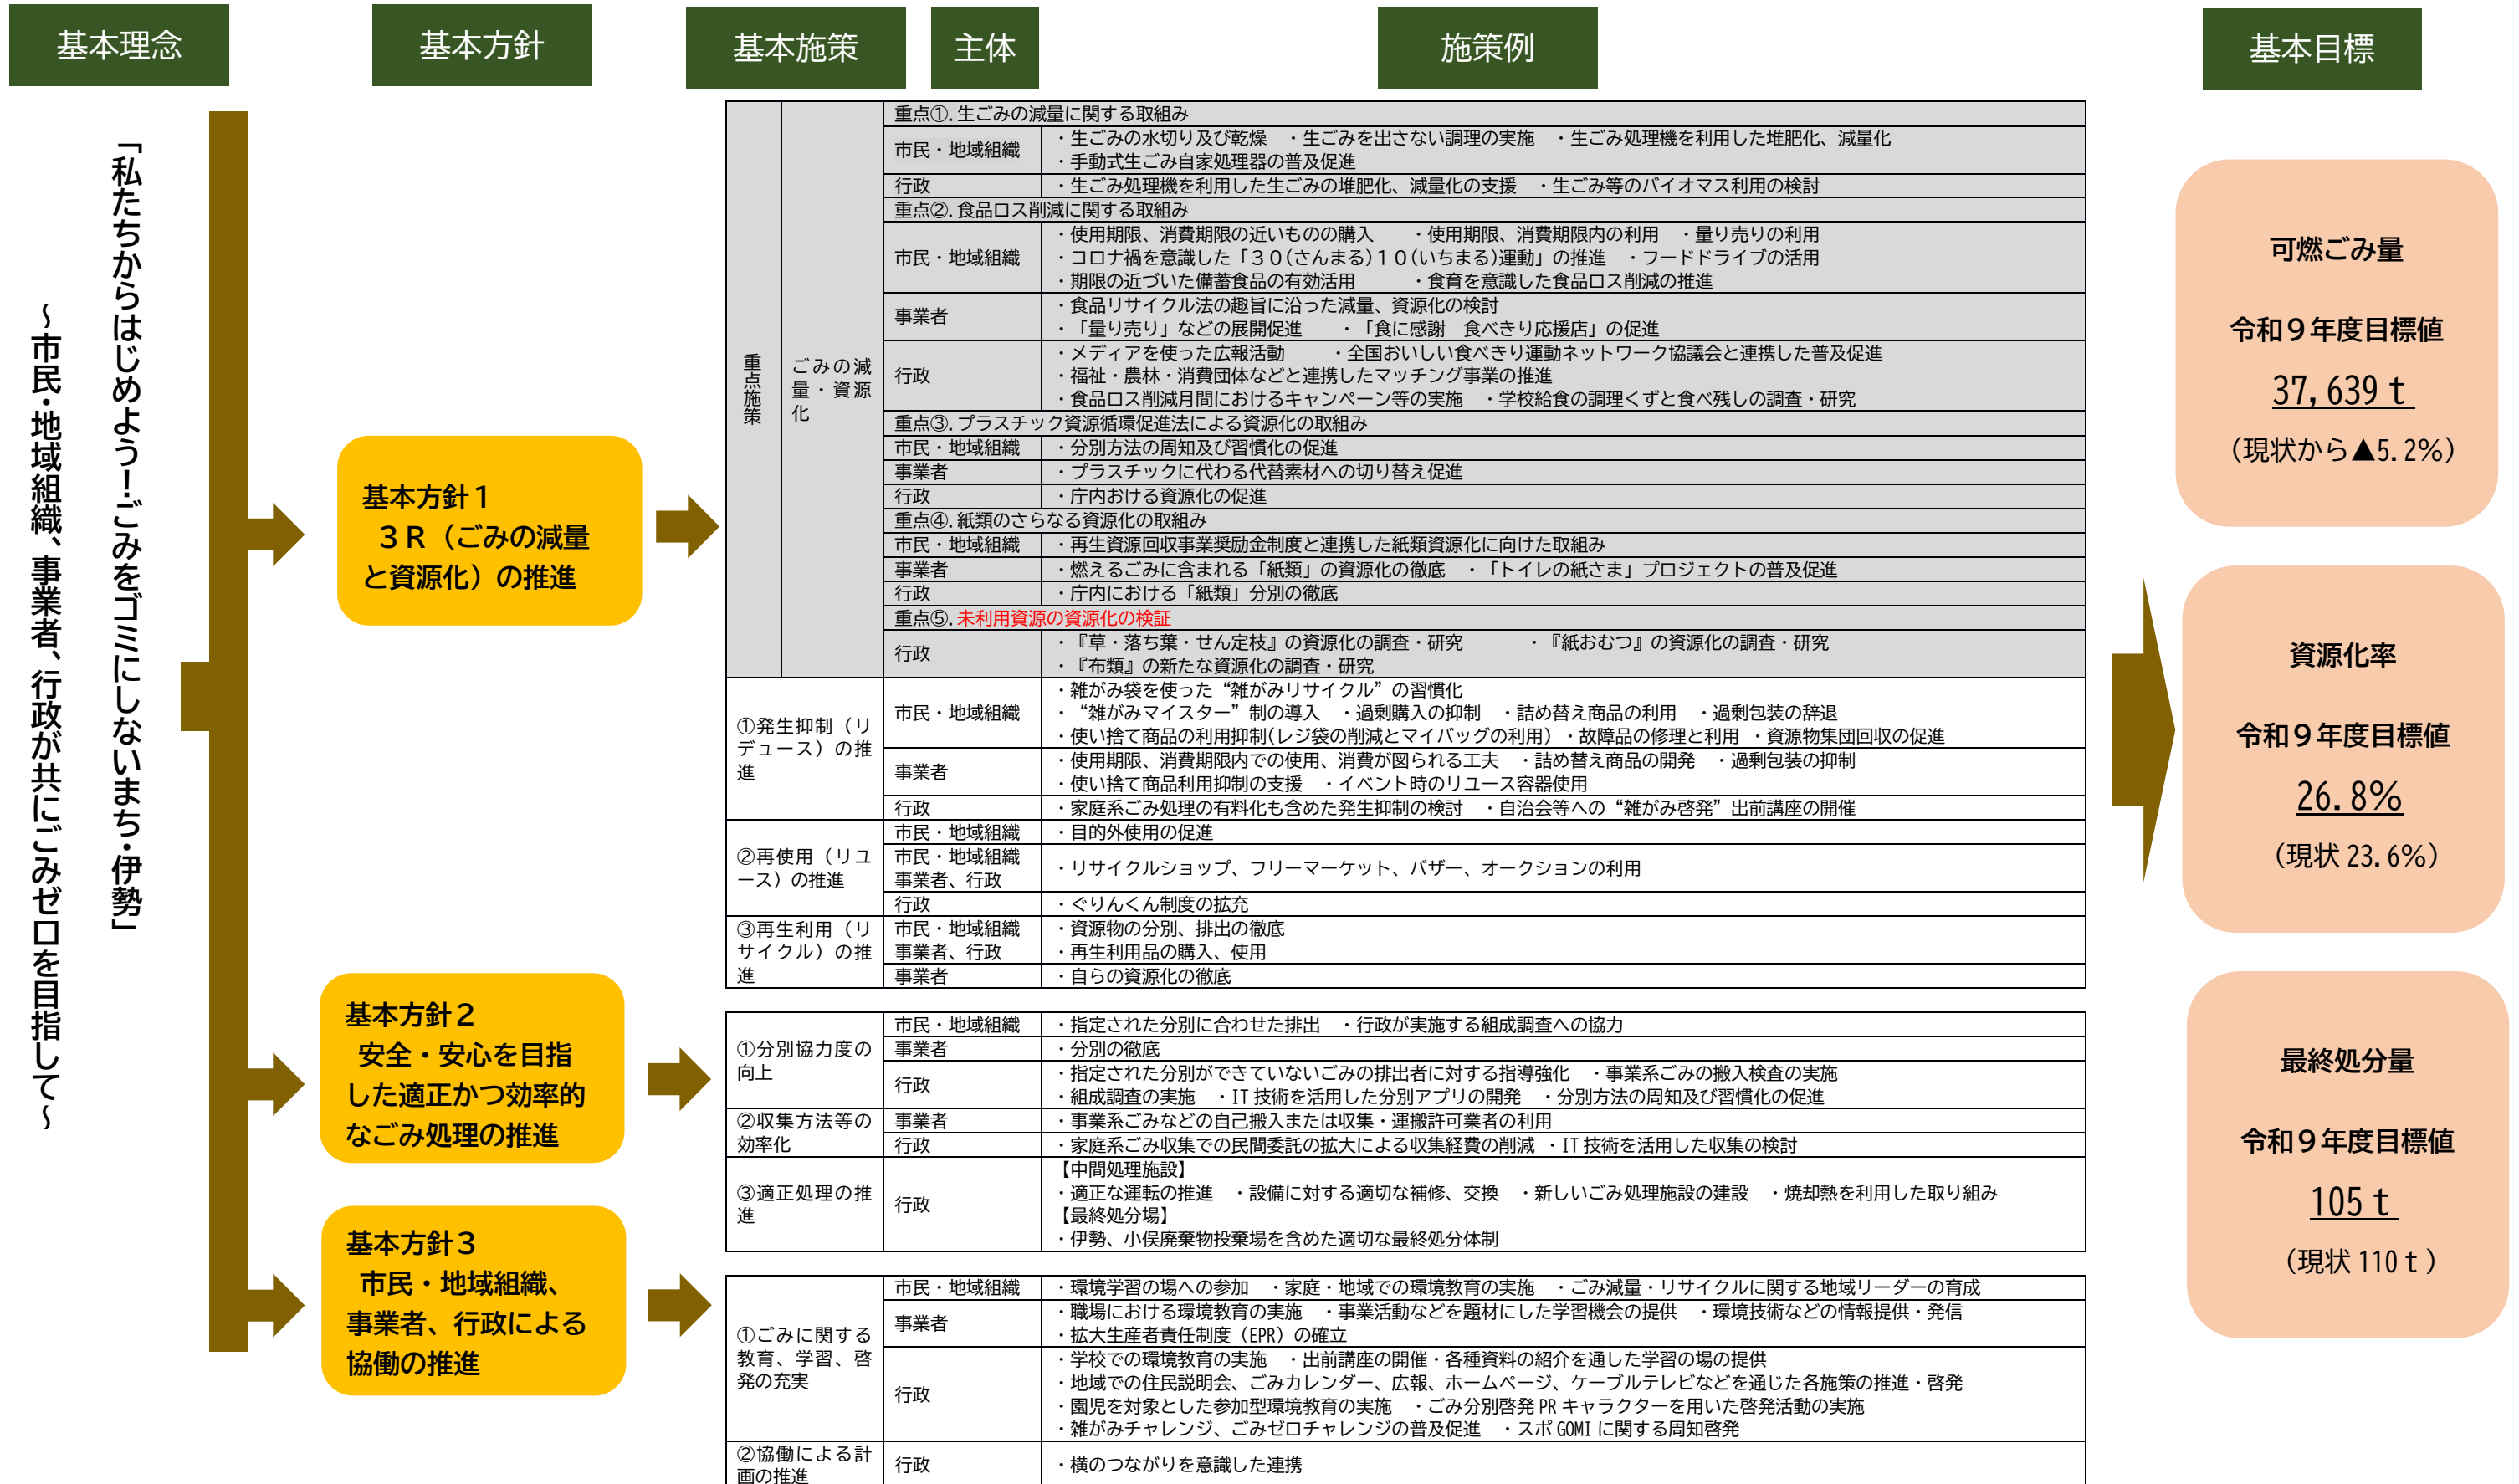 基本理念
基本方針
基本施策
主体
施策例
基本目標
「私たちからはじめよう！ごみをゴミにしないまち・伊勢」
～市民・地域組織、事業者、行政が共にごみゼロを目指して～
基本方針１
３Ｒ（ごみの減量
と資源化）の推進
重点施策
ごみの減
量・資源
化
重点①.生ごみの減量に関する取組み
市民・地域組織
・生ごみの水切り及び乾燥　・生ごみを出さない調理の実施　・生ごみ処理機を利用した堆肥化、減量化
・手動式生ごみ自家処理器の普及促進
行政
・生ごみ処理機を利用した生ごみの堆肥化、減量化の支援　・生ごみ等のバイオマス利用の検討
重点②.食品ロス削減に関する取組み
市民・地域組織
・使用期限、消費期限の近いものの購入　　・使用期限、消費期限内の利用　・量り売りの利用
・コロナ禍を意識した「３０(さんまる)１０(いちまる)運動」の推進　・フードドライブの活用
・期限の近づいた備蓄食品の有効活用　　　・食育を意識した食品ロス削減の推進
事業者
・食品リサイクル法の趣旨に沿った減量、資源化の検討
・「量り売り」などの展開促進　　・「食に感謝　食べきり応援店」の促進
行政
・メディアを使った広報活動　　・全国おいしい食べきり運動ネットワーク協議会と連携した普及促進
・福祉・農林・消費団体などと連携したマッチング事業の推進
・食品ロス削減月間におけるキャンペーン等の実施　・学校給食の調理くずと食べ残しの調査・研究
重点③.プラスチック資源循環促進法による資源化の取組み
市民・地域組織
・分別方法の周知及び習慣化の促進
事業者
・プラスチックに代わる代替素材への切り替え促進
行政
・庁内おける資源化の促進
重点④.紙類のさらなる資源化の取組み
市民・地域組織
・再生資源回収事業奨励金制度と連携した紙類資源化に向けた取組み
事業者
・燃えるごみに含まれる「紙類」の資源化の徹底　・「トイレの紙さま」プロジェクトの普及促進
行政
・庁内における「紙類」分別の徹底
重点⑤.未利用資源の資源化の検証
行政
・『草・落ち葉・せん定枝』の資源化の調査・研究　　　・『紙おむつ』の資源化の調査・研究
・『布類』の新たな資源化の調査・研究
①発生抑制（リ
デュース）の推
進
市民・地域組織
・雑がみ袋を使った“雑がみリサイクル”の習慣化
・“雑がみマイスター”制の導入　・過剰購入の抑制　・詰め替え商品の利用　・過剰包装の辞退
・使い捨て商品の利用抑制(レジ袋の削減とマイバッグの利用)・故障品の修理と利用　・資源物集団回収の促進
事業者
・使用期限、消費期限内での使用、消費が図られる工夫　・詰め替え商品の開発　・過剰包装の抑制
・使い捨て商品利用抑制の支援　・イベント時のリユース容器使用
行政
・家庭系ごみ処理の有料化も含めた発生抑制の検討　・自治会等への“雑がみ啓発”出前講座の開催
②再使用（リユ
ース）の推進
市民・地域組織
・目的外使用の促進
市民・地域組織
事業者、行政
・リサイクルショップ、フリーマーケット、バザー、オークションの利用
行政
・ぐりんくん制度の拡充
③再生利用（リ
サイクル）の推
進
市民・地域組織
事業者、行政
・資源物の分別、排出の徹底
・再生利用品の購入、使用
事業者
・自らの資源化の徹底
基本方針２
安全・安心を目指
した適正かつ効率的
なごみ処理の推進
①分別協力度の
向上
市民・地域組織
・指定された分別に合わせた排出　・行政が実施する組成調査への協力
事業者
・分別の徹底
行政
・指定された分別ができていないごみの排出者に対する指導強化　・事業系ごみの搬入検査の実施
・組成調査の実施　・IT技術を活用した分別アプリの開発　・分別方法の周知及び習慣化の促進
②収集方法等の
効率化
事業者
・事業系ごみなどの自己搬入または収集・運搬許可業者の利用
行政
・家庭系ごみ収集での民間委託の拡大による収集経費の削減　・IT技術を活用した収集の検討
③適正処理の推
進
行政
【中間処理施設】
・適正な運転の推進　・設備に対する適切な補修、交換　・新しいごみ処理施設の建設　・焼却熱を利用した取り組み
【最終処分場】
・伊勢、小俣廃棄物投棄場を含めた適切な最終処分体制
基本方針３
市民・地域組織、
事業者、行政による
協働の推進
①ごみに関する
教育、学習、啓
発の充実
市民・地域組織
・環境学習の場への参加　・家庭・地域での環境教育の実施　・ごみ減量・リサイクルに関する地域リーダーの育成
事業者
・職場における環境教育の実施　・事業活動などを題材にした学習機会の提供　・環境技術などの情報提供・発信
・拡大生産者責任制度（EPR）の確立
行政
・学校での環境教育の実施　・出前講座の開催・各種資料の紹介を通した学習の場の提供
・地域での住民説明会、ごみカレンダー、広報、ホームページ、ケーブルテレビなどを通じた各施策の推進・啓発
・園児を対象とした参加型環境教育の実施　・ごみ分別啓発PRキャラクターを用いた啓発活動の実施
・雑がみチャレンジ、ごみゼロチャレンジの普及促進　・スポGOMIに関する周知啓発
②協働による計
画の推進
行政
・横のつながりを意識した連携
可燃ごみ量
令和９年度目標値
37,639ｔ
（現状から▲5.2％）
資源化率
令和９年度目標値
26.8％
（現状23.6％）
最終処分量
令和９年度目標値
105ｔ
（現状110ｔ）